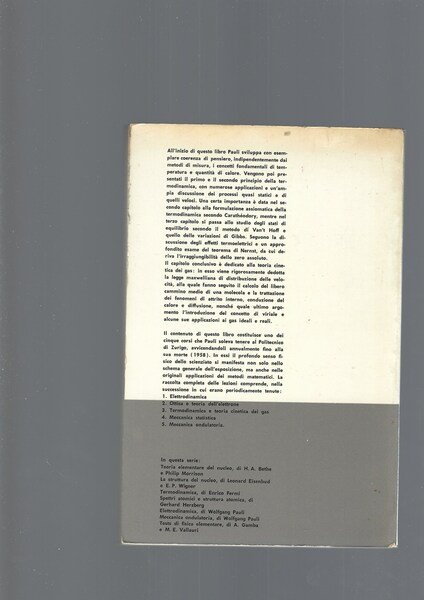 All'inizio di questo libro Pauli sviluppa con esem-
plare coerenza di pensiero, indipendentemente dai
metodi di misura, i concetti fondamentali di tem-
peratura e quantità di calore. Vengono poi pre-
sentati il primo e il secondo principio della ter-
modinamica, con numerose applicazioni e un'am-
pia discussione dei processi quasi statici e di
quelli veloci. Una certa importanza è data nel se-
condo capitolo alla formulazione assiomatica della
termodinamica secondo Carathéodory, mentre nel
terzo capitolo si passa allo studio degli stati di
equilibrio secondo il metodo di Van't Hoff e
quello delle variazioni di Gibbs. Seguono la di-
scussione degli effetti termoelettrici e un ap-
profondito esame del teorema di Nernst, da cui de-
riva l'irraggiungibilità dello zero assoluto.
Il capitolo conclusivo è dedicato alla teoria cine-
tica dei gas: in esso viene rigorosamente dedotta
la legge maxwelliana di distribuzione delle velo-
cità, alla quale fanno seguito il calcolo del libero
cammino medio di una molecola e la trattazione
dei fenomeni di attrito interno, conduzione del
calore e diffusione, nonché quale ultimo argo-
mento l'introduzione del concetto di viriale e
alcune sue applicazioni ai gas ideali e reali.
Il contenuto di questo libro costituisce uno dei
cinque corsi che Pauli soleva tenere al Politecnico
di Zurigo, avvicendandoli annualmente fino alla
sua morte (1958). In essi il profondo senso fi-
sico dello scienziato si manifesta non solo nello
schema generale dell'esposizione, ma anche nelle
originali applicazioni dei metodi matematici. La
raccolta completa delle lezioni comprende, nella
successione in cui erano periodicamente tenute:
1. Elettrodinamica
2. Ottica e teoria dell'elettrone
3. Termodinamica e teoria cinetica dei gas
4. Meccanica statistica
5. Meccanica ondulatoria.
In questa serie:
Teoria elementare del nucleo, di H. A. Bethe
e Philip Morrison
La struttura del nucleo, di Leonard Eisenbud
e E. P. Wigner
Termodinamica, di Enrico Fermi
Spettri atomici e struttura atomica, di
Gerhard Herzberg
Elettrodinamica, di Wolfgang Pauli
Meccanica ondulatoria, di Wolfgang Pauli
Tests di fisica elementare, di A. Gamba
e M. E. Vallauri